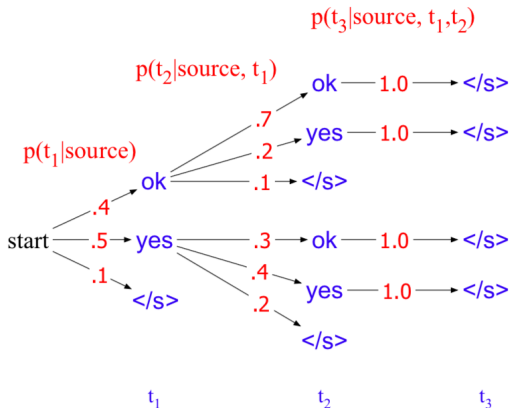 p(t₃|source, t₁,t₂)
p(t₂|source, t₁)
ok 1.0 </s>
.7
yes 1.0 </s>
.2
p(t₁|source)
ok .1 </s>
.4
start .5 yes .3 ok 1.0 </s>
.1 .4
</s> yes 1.0 </s>
.2
</s>
t₁ t₂ t₃